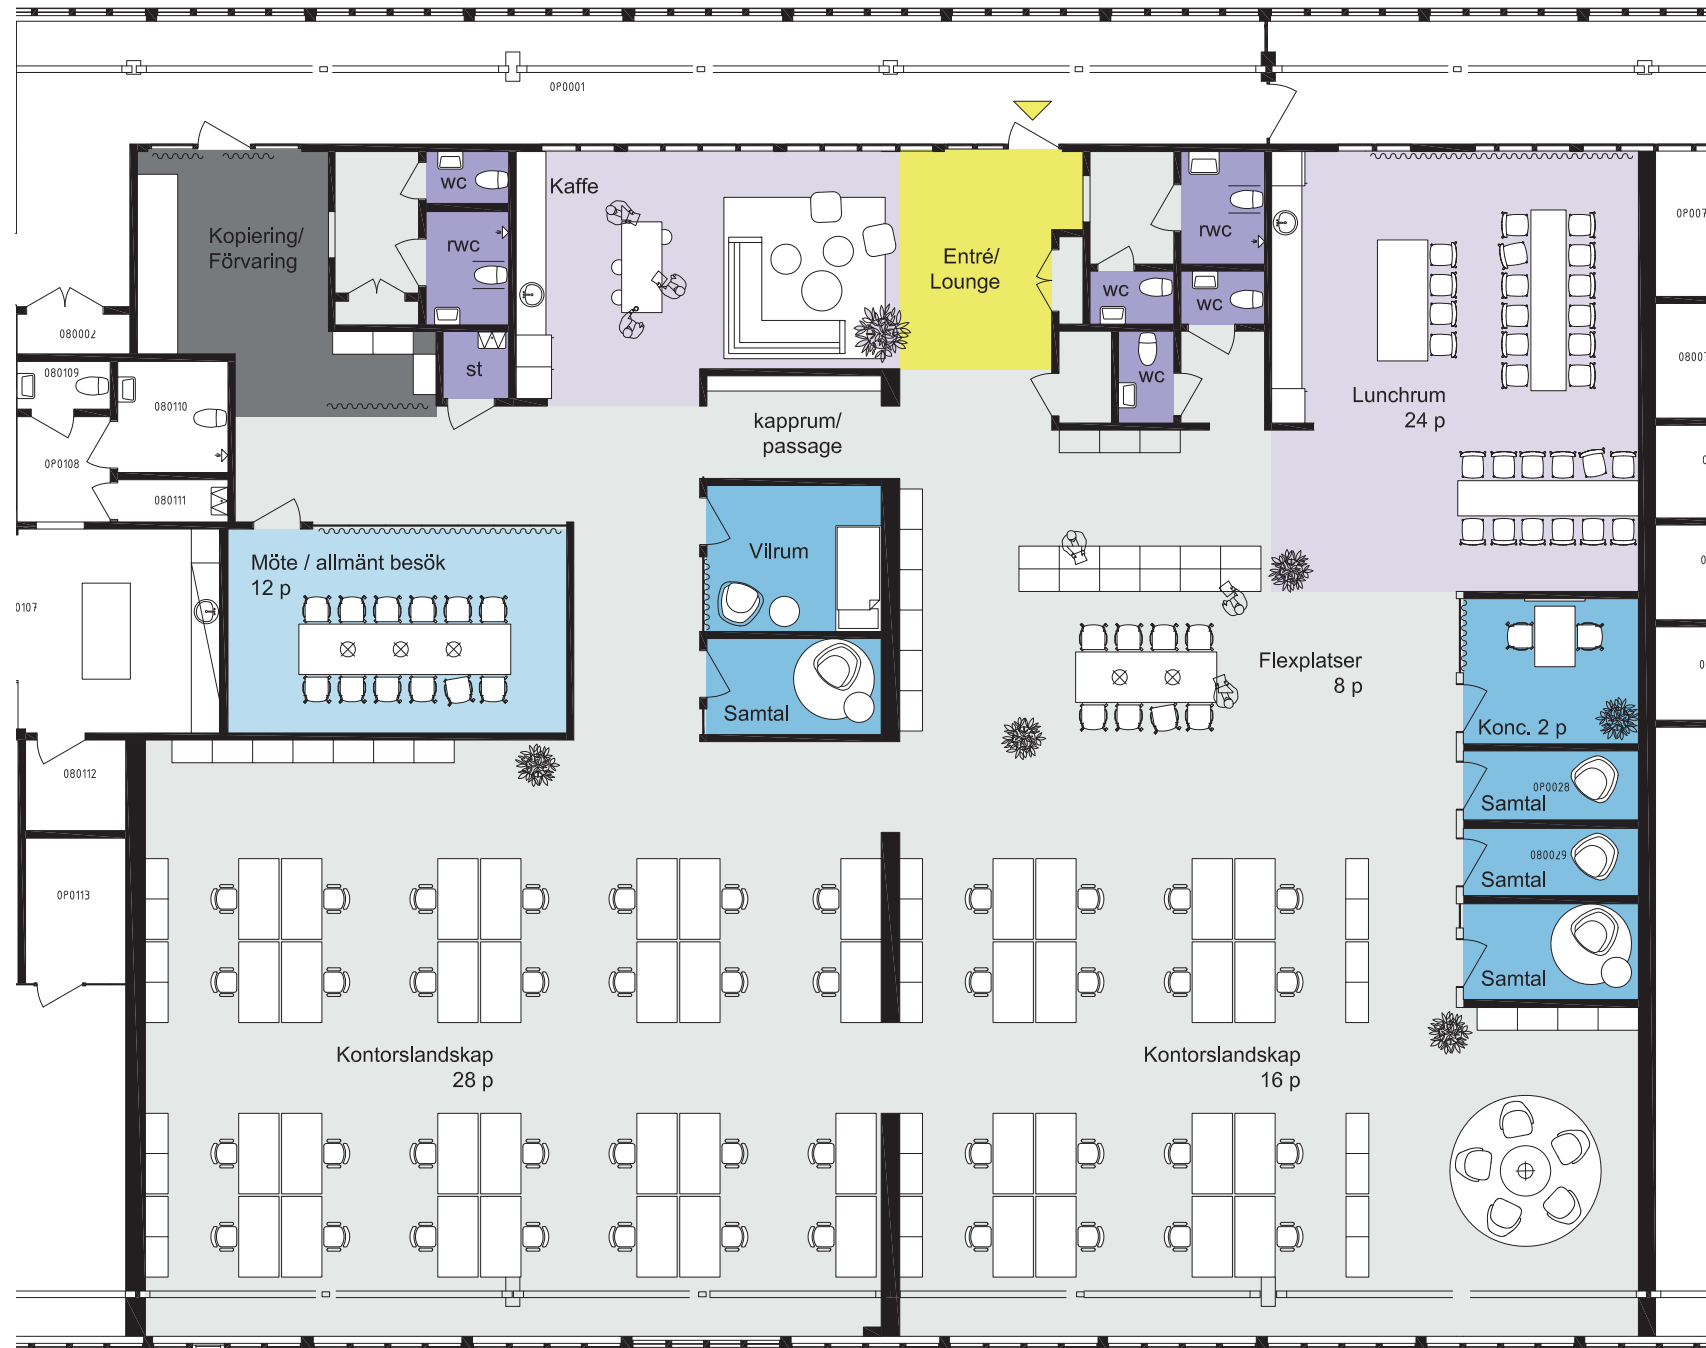 0P0001
wc
Kaffe
wc
rwc
rwc
Kopiering/
Förvaring
Entré/
Lounge
wc
wc
080002
080109
st
wc
080110
Lunchrum
24 p
kapprum/
passage
0P0108
080111
Möte / allmänt besök
12 p
Vilrum
0107
Flexplatser
8 p
Samtal
Konc. 2 p
080112
0P0028
Samtal
080029
Samtal
0P0113
Samtal
Kontorslandskap
28 p
Kontorslandskap
16 p